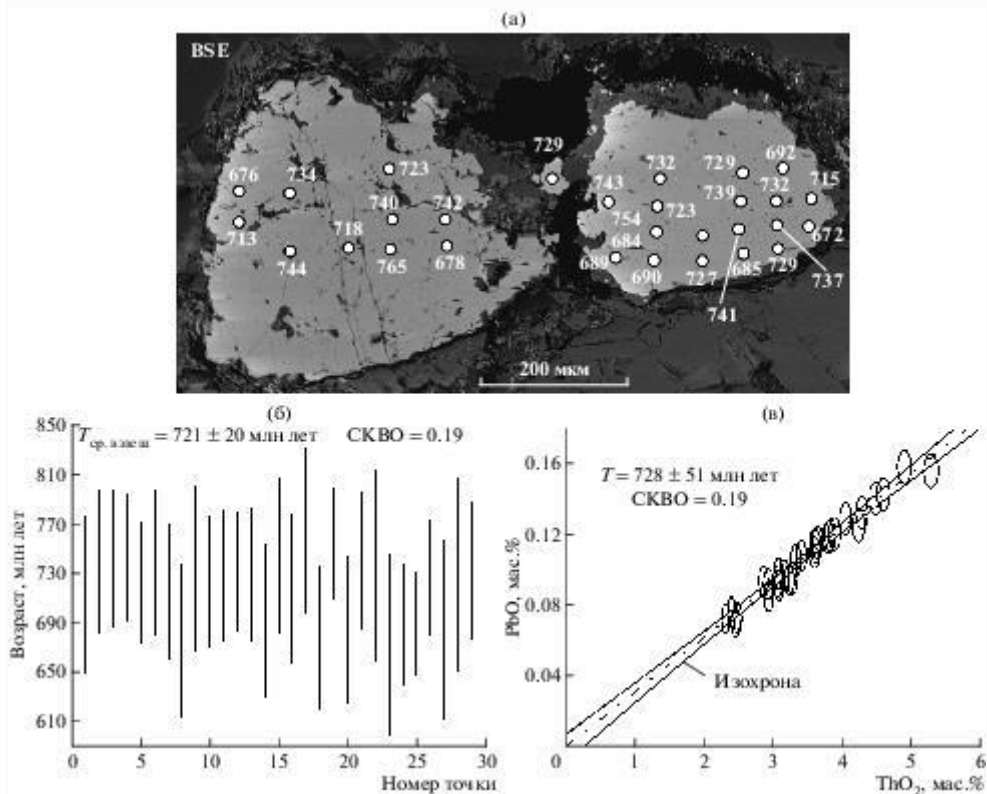 (а)
BSE
729
676
734
723
740
742
713
718
744
765
678
743
732
729
692
715
754
723
739
732
684
672
689
690
727
685
729
737
741
200 мкм
(б)
850
810
770
730
690
650
610
Возраст, млн лет
Tср. взвеш = 721 ± 20 млн лет СКВО = 0.19
0 5 10 15 20 25 30
Номер точки
(в)
0.16
0.12
0.08
0.04
PbO, мас.%
T = 728 ± 51 млн лет
СКВО = 0.19
Изохрона
0 1 2 3 4 5 6
ThO₂, мас.%